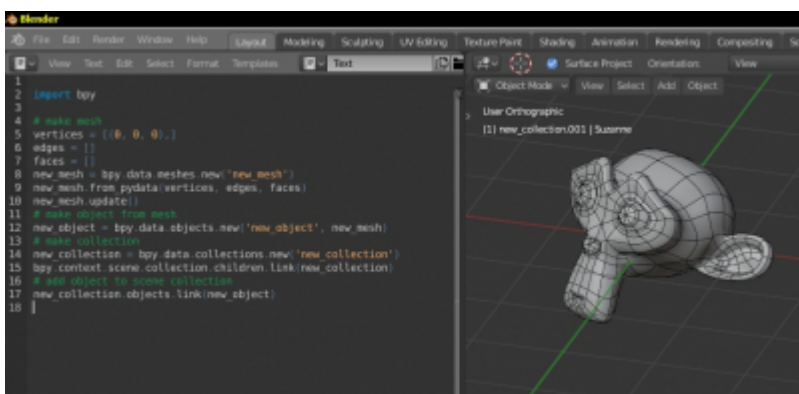 Blender
File Edit Render Window Help Layout Modeling Sculpting UV Editing Texture Paint Shading Animation Rendering Compositing Sc
View Text Edit Select Format Templates Text Surface Project Orientation: View
Object Mode View Select Add Object
User Orthographic
(1) new_collection.001 | Suzanne
1
2 import bpy
3
4 # make mesh
5 vertices = [(0, 0, 0),]
6 edges = []
7 faces = []
8 new_mesh = bpy.data.meshes.new('new_mesh')
9 new_mesh.from_pydata(vertices, edges, faces)
10 new_mesh.update()
11 # make object from mesh
12 new_object = bpy.data.objects.new('new_object', new_mesh)
13 # make collection
14 new_collection = bpy.data.collections.new('new_collection')
15 bpy.context.scene.collection.children.link(new_collection)
16 # add object to scene collection
17 new_collection.objects.link(new_object)
18